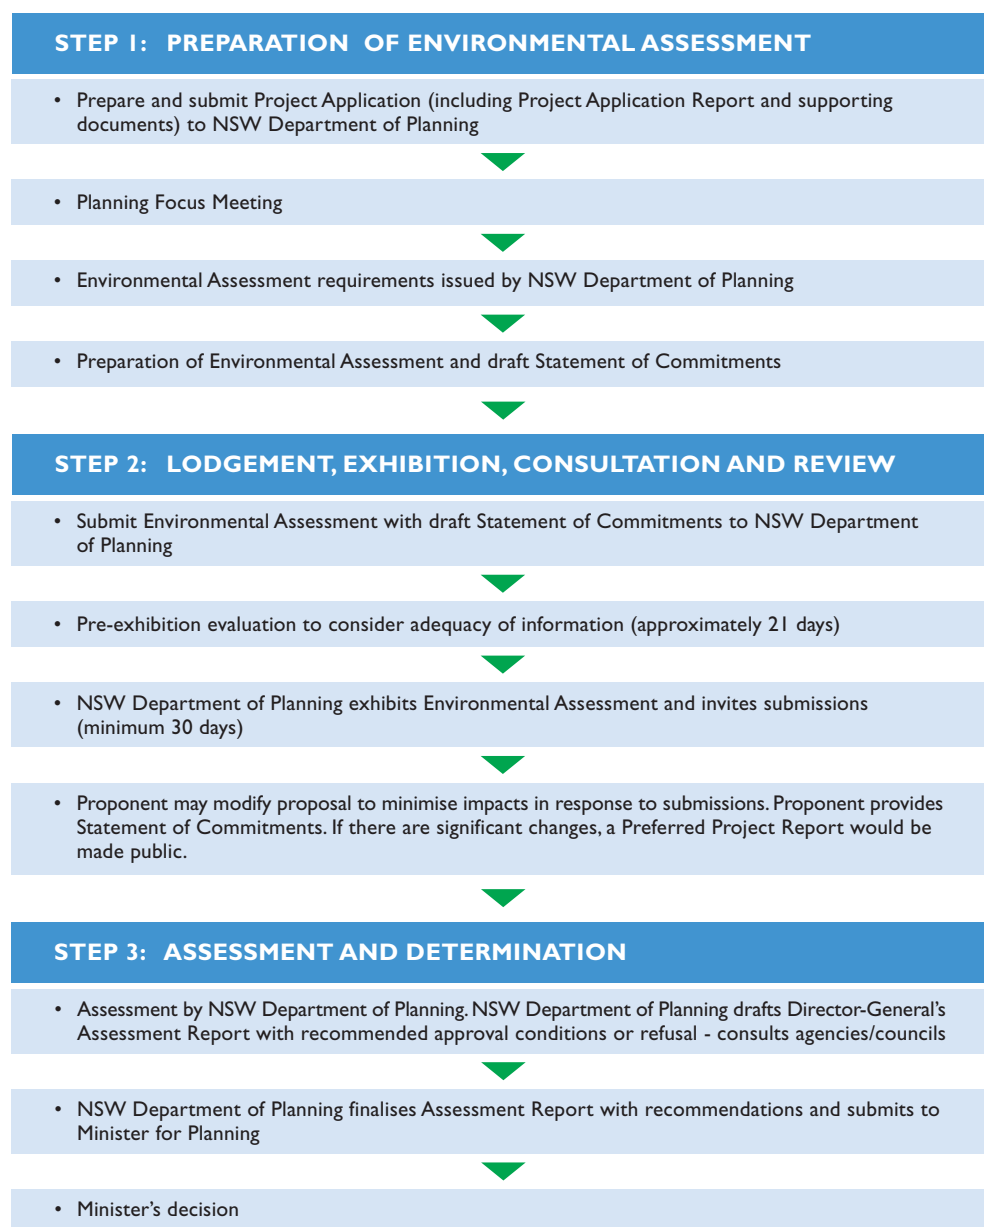 STEP 1: PREPARATION OF ENVIRONMENTAL ASSESSMENT
• Prepare and submit Project Application (including Project Application Report and supporting
documents) to NSW Department of Planning
• Planning Focus Meeting
• Environmental Assessment requirements issued by NSW Department of Planning
• Preparation of Environmental Assessment and draft Statement of Commitments
STEP 2: LODGEMENT, EXHIBITION, CONSULTATION AND REVIEW
• Submit Environmental Assessment with draft Statement of Commitments to NSW Department
of Planning
• Pre-exhibition evaluation to consider adequacy of information (approximately 21 days)
• NSW Department of Planning exhibits Environmental Assessment and invites submissions
(minimum 30 days)
• Proponent may modify proposal to minimise impacts in response to submissions. Proponent provides
Statement of Commitments. If there are significant changes, a Preferred Project Report would be
made public.
STEP 3: ASSESSMENT AND DETERMINATION
• Assessment by NSW Department of Planning. NSW Department of Planning drafts Director-General's
Assessment Report with recommended approval conditions or refusal - consults agencies/councils
• NSW Department of Planning finalises Assessment Report with recommendations and submits to
Minister for Planning
• Minister's decision